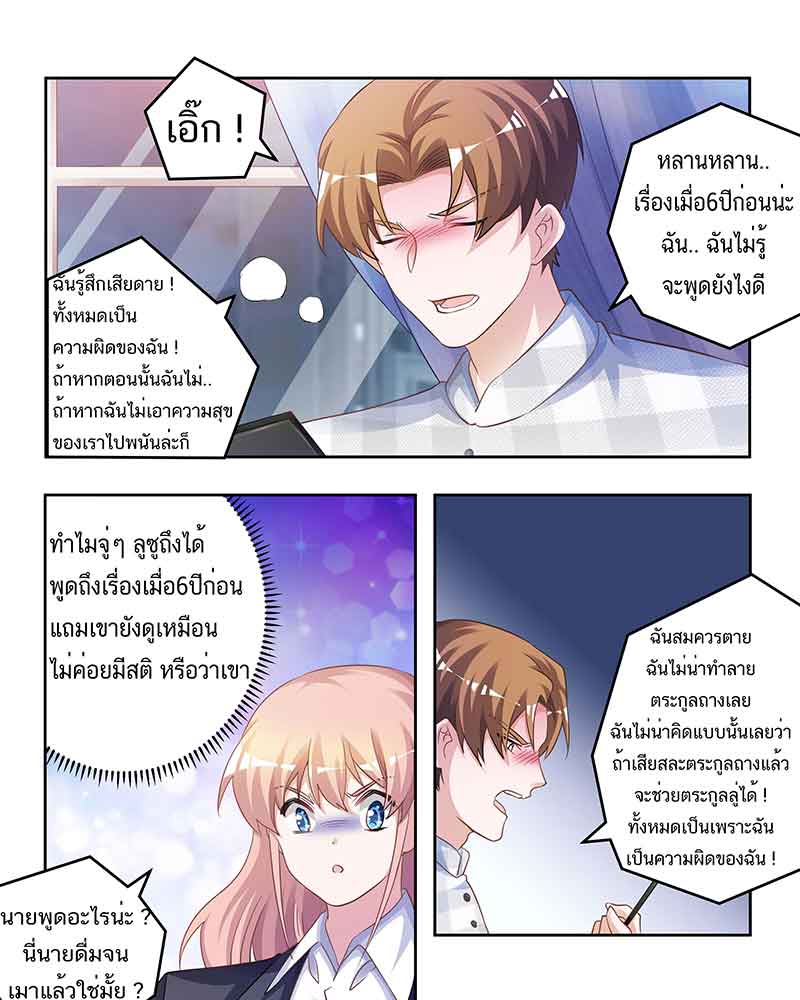 เอิ๊ก !
หลานหลาน..
เรื่องเมื่อ6ปีก่อนน่ะ
ฉัน.. ฉันไม่รู้
จะพูดยังไงดี
ฉันรู้สึกเสียดาย !
ทั้งหมดเป็น
ความผิดของฉัน !
ถ้าหากตอนนั้นฉันไม่..
ถ้าหากฉันไม่เอาความสุข
ของเราไปพนันล่ะก็
ทำไมจู่ๆ ลูซูถึงได้
พูดถึงเรื่องเมื่อ6ปีก่อน
แถมเขายังดูเหมือน
ไม่ค่อยมีสติ หรือว่าเขา
ฉันสมควรตาย
ฉันไม่น่าทำลาย
ตระกูลถางเลย
ฉันไม่น่าคิดแบบนั้นเลยว่า
ถ้าเสียสละตระกูลถางแล้ว
จะช่วยตระกูลลู่ได้ !
ทั้งหมดเป็นเพราะฉัน
เป็นความผิดของฉัน !
นายพูดอะไรน่ะ ?
นี่นายดื่มจน
เมาแล้วใช่มั้ย ?